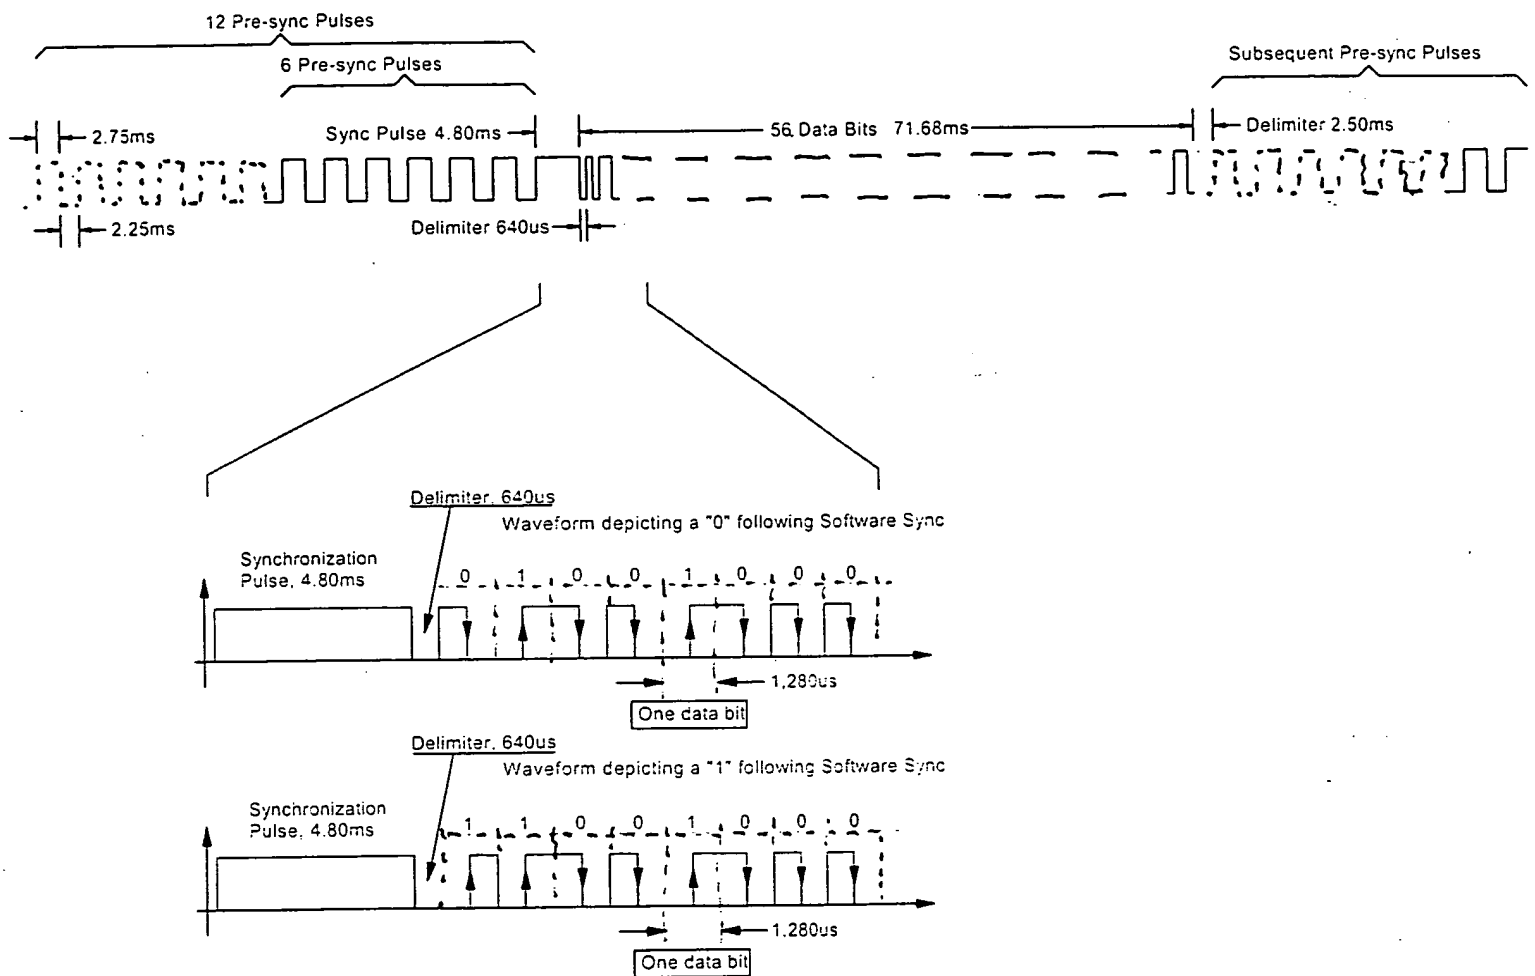 12 Pre-sync Pulses
6 Pre-sync Pulses
Subsequent Pre-sync Pulses
2.75ms
Sync Pulse 4.80ms
56 Data Bits 71.68ms
Delimiter 2.50ms
2.25ms
Delimiter 640us
Delimiter, 640us
Waveform depicting a "0" following Software Sync
Synchronization
Pulse, 4.80ms
0 1 0 0 1 0 0 0
1,280us
One data bit
Delimiter, 640us
Waveform depicting a "1" following Software Sync
Synchronization
Pulse, 4.80ms
1 1 0 0 1 0 0 0
1,280us
One data bit